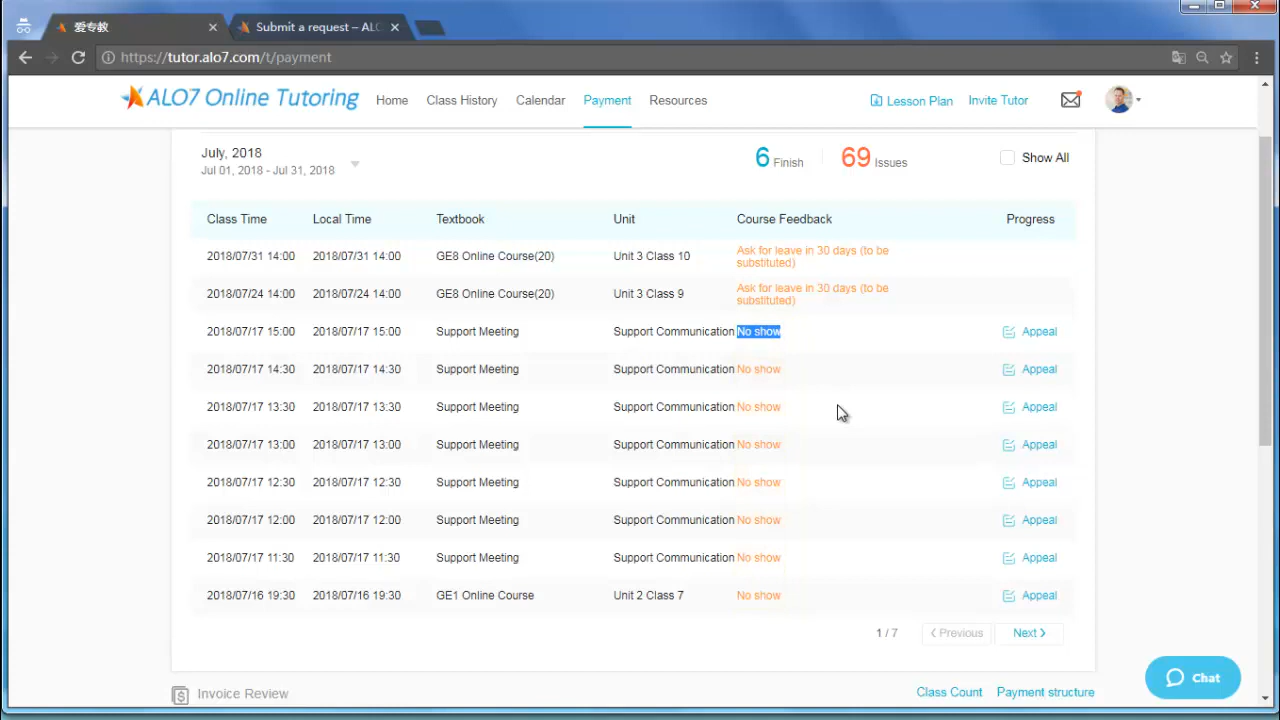 爱专教
Submit a request – ALO
https://tutor.alo7.com/t/payment
ALO7 Online Tutoring Home Class History Calendar Payment Resources Lesson Plan Invite Tutor
July, 2018
Jul 01, 2018 - Jul 31, 2018
6 Finish 69 Issues Show All
Class Time Local Time Textbook Unit Course Feedback Progress
2018/07/31 14:00 2018/07/31 14:00 GE8 Online Course(20) Unit 3 Class 10 Ask for leave in 30 days (to be
substituted)
2018/07/24 14:00 2018/07/24 14:00 GE8 Online Course(20) Unit 3 Class 9 Ask for leave in 30 days (to be
substituted)
2018/07/17 15:00 2018/07/17 15:00 Support Meeting Support Communication No show Appeal
2018/07/17 14:30 2018/07/17 14:30 Support Meeting Support Communication No show Appeal
2018/07/17 13:30 2018/07/17 13:30 Support Meeting Support Communication No show Appeal
2018/07/17 13:00 2018/07/17 13:00 Support Meeting Support Communication No show Appeal
2018/07/17 12:30 2018/07/17 12:30 Support Meeting Support Communication No show Appeal
2018/07/17 12:00 2018/07/17 12:00 Support Meeting Support Communication No show Appeal
2018/07/17 11:30 2018/07/17 11:30 Support Meeting Support Communication No show Appeal
2018/07/16 19:30 2018/07/16 19:30 GE1 Online Course Unit 2 Class 7 No show Appeal
1 / 7 Previous Next
Invoice Review Class Count Payment structure
Chat